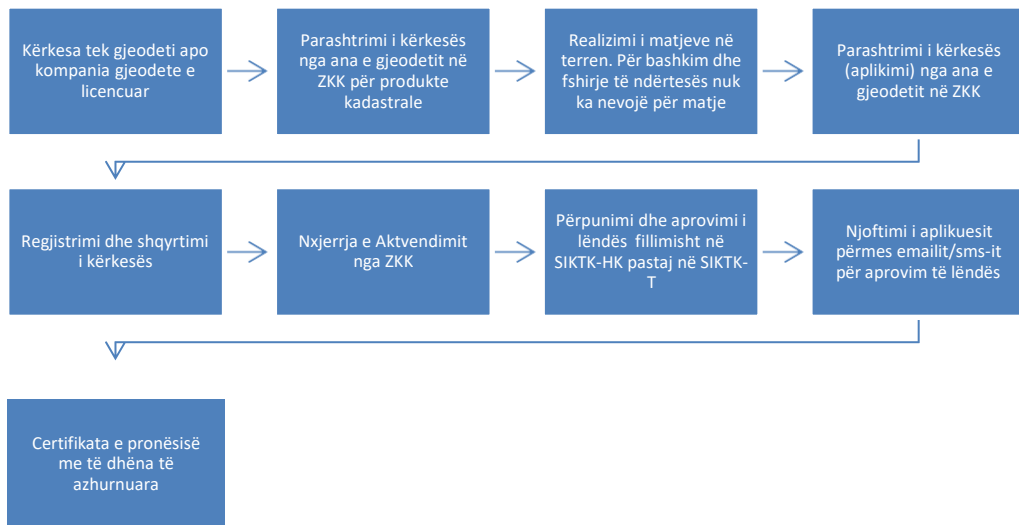 Kërkesa tek gjeodeti apo
kompania gjeodete e
licencuar
Parashtrimi i kërkesës
nga ana e gjeodetit në
ZKK për produkte
kadastrale
Realizimi i matjeve në
terren. Për bashkim dhe
fshirje të ndërtesës nuk
ka nevojë për matje
Parashtrimi i kërkesës
(aplikimi) nga ana e
gjeodetit në ZKK
Regjistrimi dhe shqyrtimi
i kërkesës
Nxjerrja e Aktvendimit
nga ZKK
Përpunimi dhe aprovimi i
lëndës fillimisht në
SIKTK-HK pastaj në SIKTK-
T
Njoftimi i aplikuesit
përmes emailit/sms-it
për aprovim të lëndës
Certifikata e pronësisë
me të dhëna të
azhurnuara